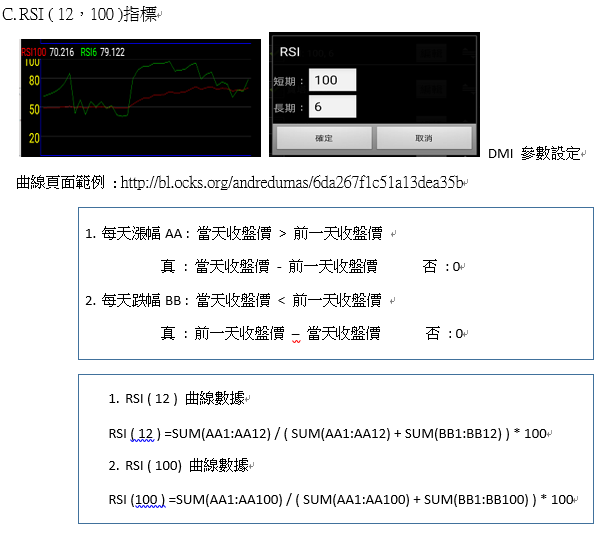 C.RSI ( 12，100 )指標
RSI100 70.216 RSI6 79.122
100
80
50
20
RSI
短期： 100
長期： 6
確定 取消
DMI 參數設定
曲線頁面範例 : http://bl.ocks.org/andredumas/6da267f1c51a13dea35b
1. 每天漲幅 AA : 當天收盤價 > 前一天收盤價
真 : 當天收盤價 - 前一天收盤價 否 : 0
2. 每天跌幅 BB : 當天收盤價 < 前一天收盤價
真 : 前一天收盤價 – 當天收盤價 否 : 0
1. RSI ( 12 ) 曲線數據
RSI ( 12 ) =SUM(AA1:AA12) / ( SUM(AA1:AA12) + SUM(BB1:BB12) ) * 100
2. RSI ( 100) 曲線數據
RSI (100 ) =SUM(AA1:AA100) / ( SUM(AA1:AA100) + SUM(BB1:BB100) ) * 100